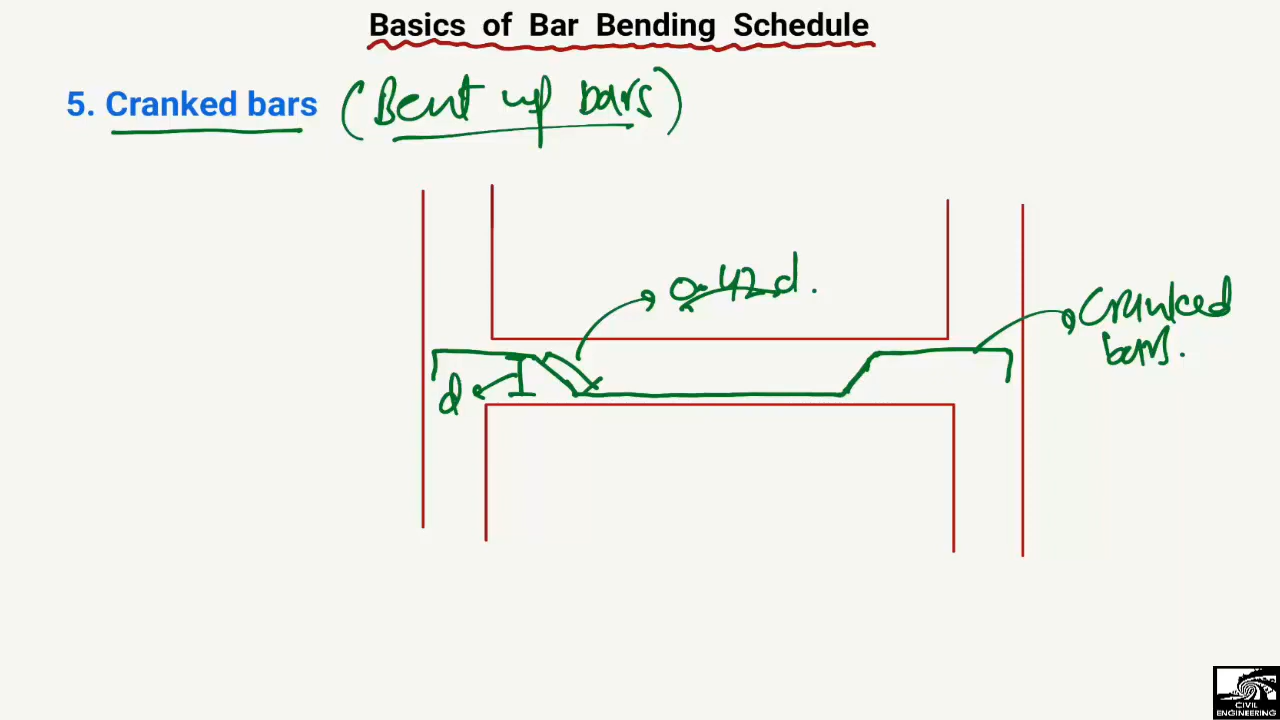 Basics of Bar Bending Schedule
5. Cranked bars (Bent up bars)
0.42d.
Cranked
bars.
d
CIVIL
ENGINEERING